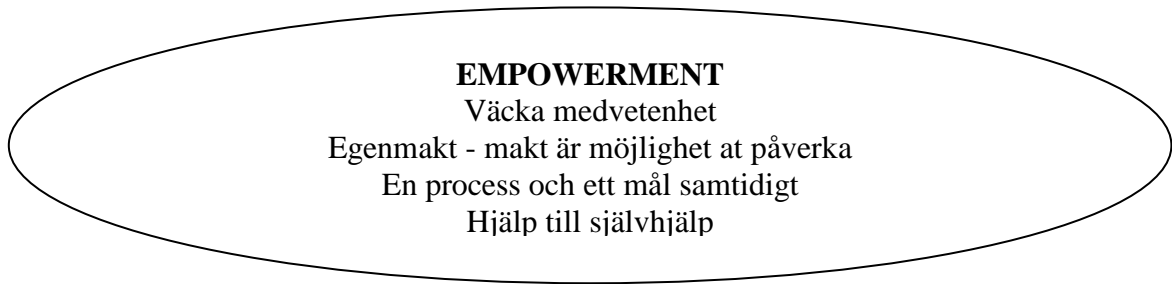 EMPOWERMENT
Väcka medvetenhet
Egenmakt - makt är möjlighet at påverka
En process och ett mål samtidigt
Hjälp till självhjälp